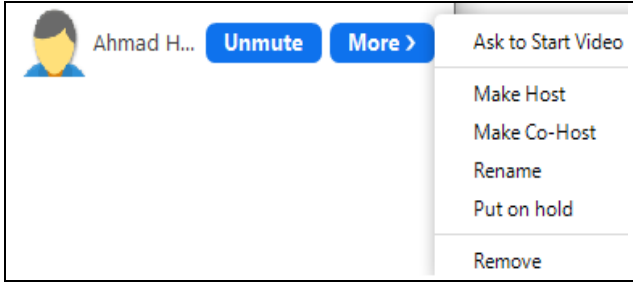 Ahmad H... Unmute More > Ask to Start Video
Make Host
Make Co-Host
Rename
Put on hold
Remove